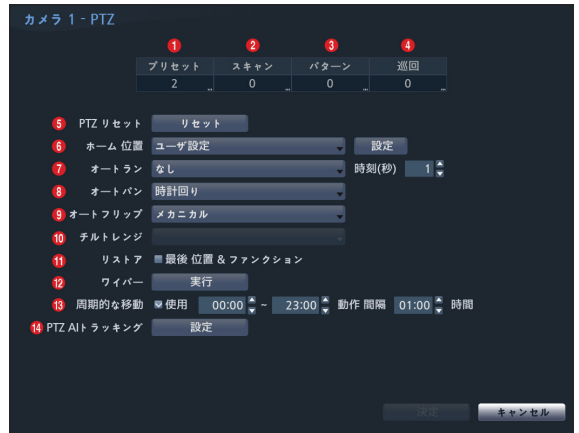 カメラ 1 - PTZ
1 2 3 4
プリセット スキャン パターン 巡回
2 ... 0 ... 0 ... 0 ...
5 PTZ リセット リセット
6 ホーム 位置 ユーザ設定 設定
7 オートラン なし 時刻(秒) 1
8 オートパン 時計回り
9 オートフリップ メカニカル
10 チルトレンジ
11 リストア 最後 位置 & ファンクション
12 ワイパー 実行
13 周期的な移動 使用 00:00 ~ 23:00 動作 間隔 01:00 時間
14 PTZ AIトラッキング 設定
決定 キャンセル